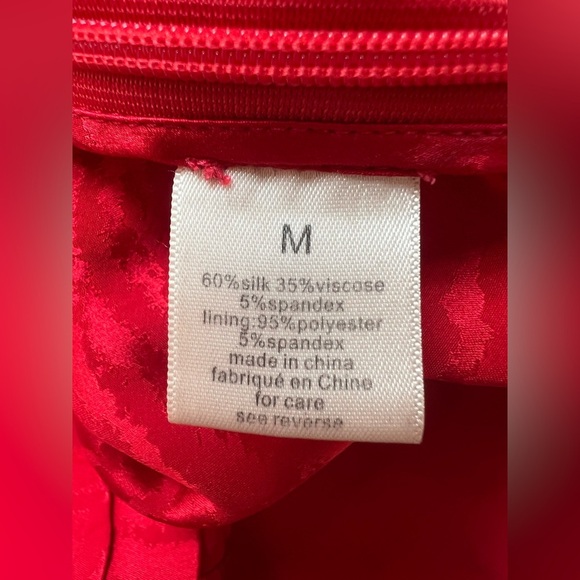 M
60%silk 35%viscose
5%spandex
lining:95%polyester
5%spandex
made in china
fabriqué en Chine
for care
see reverse